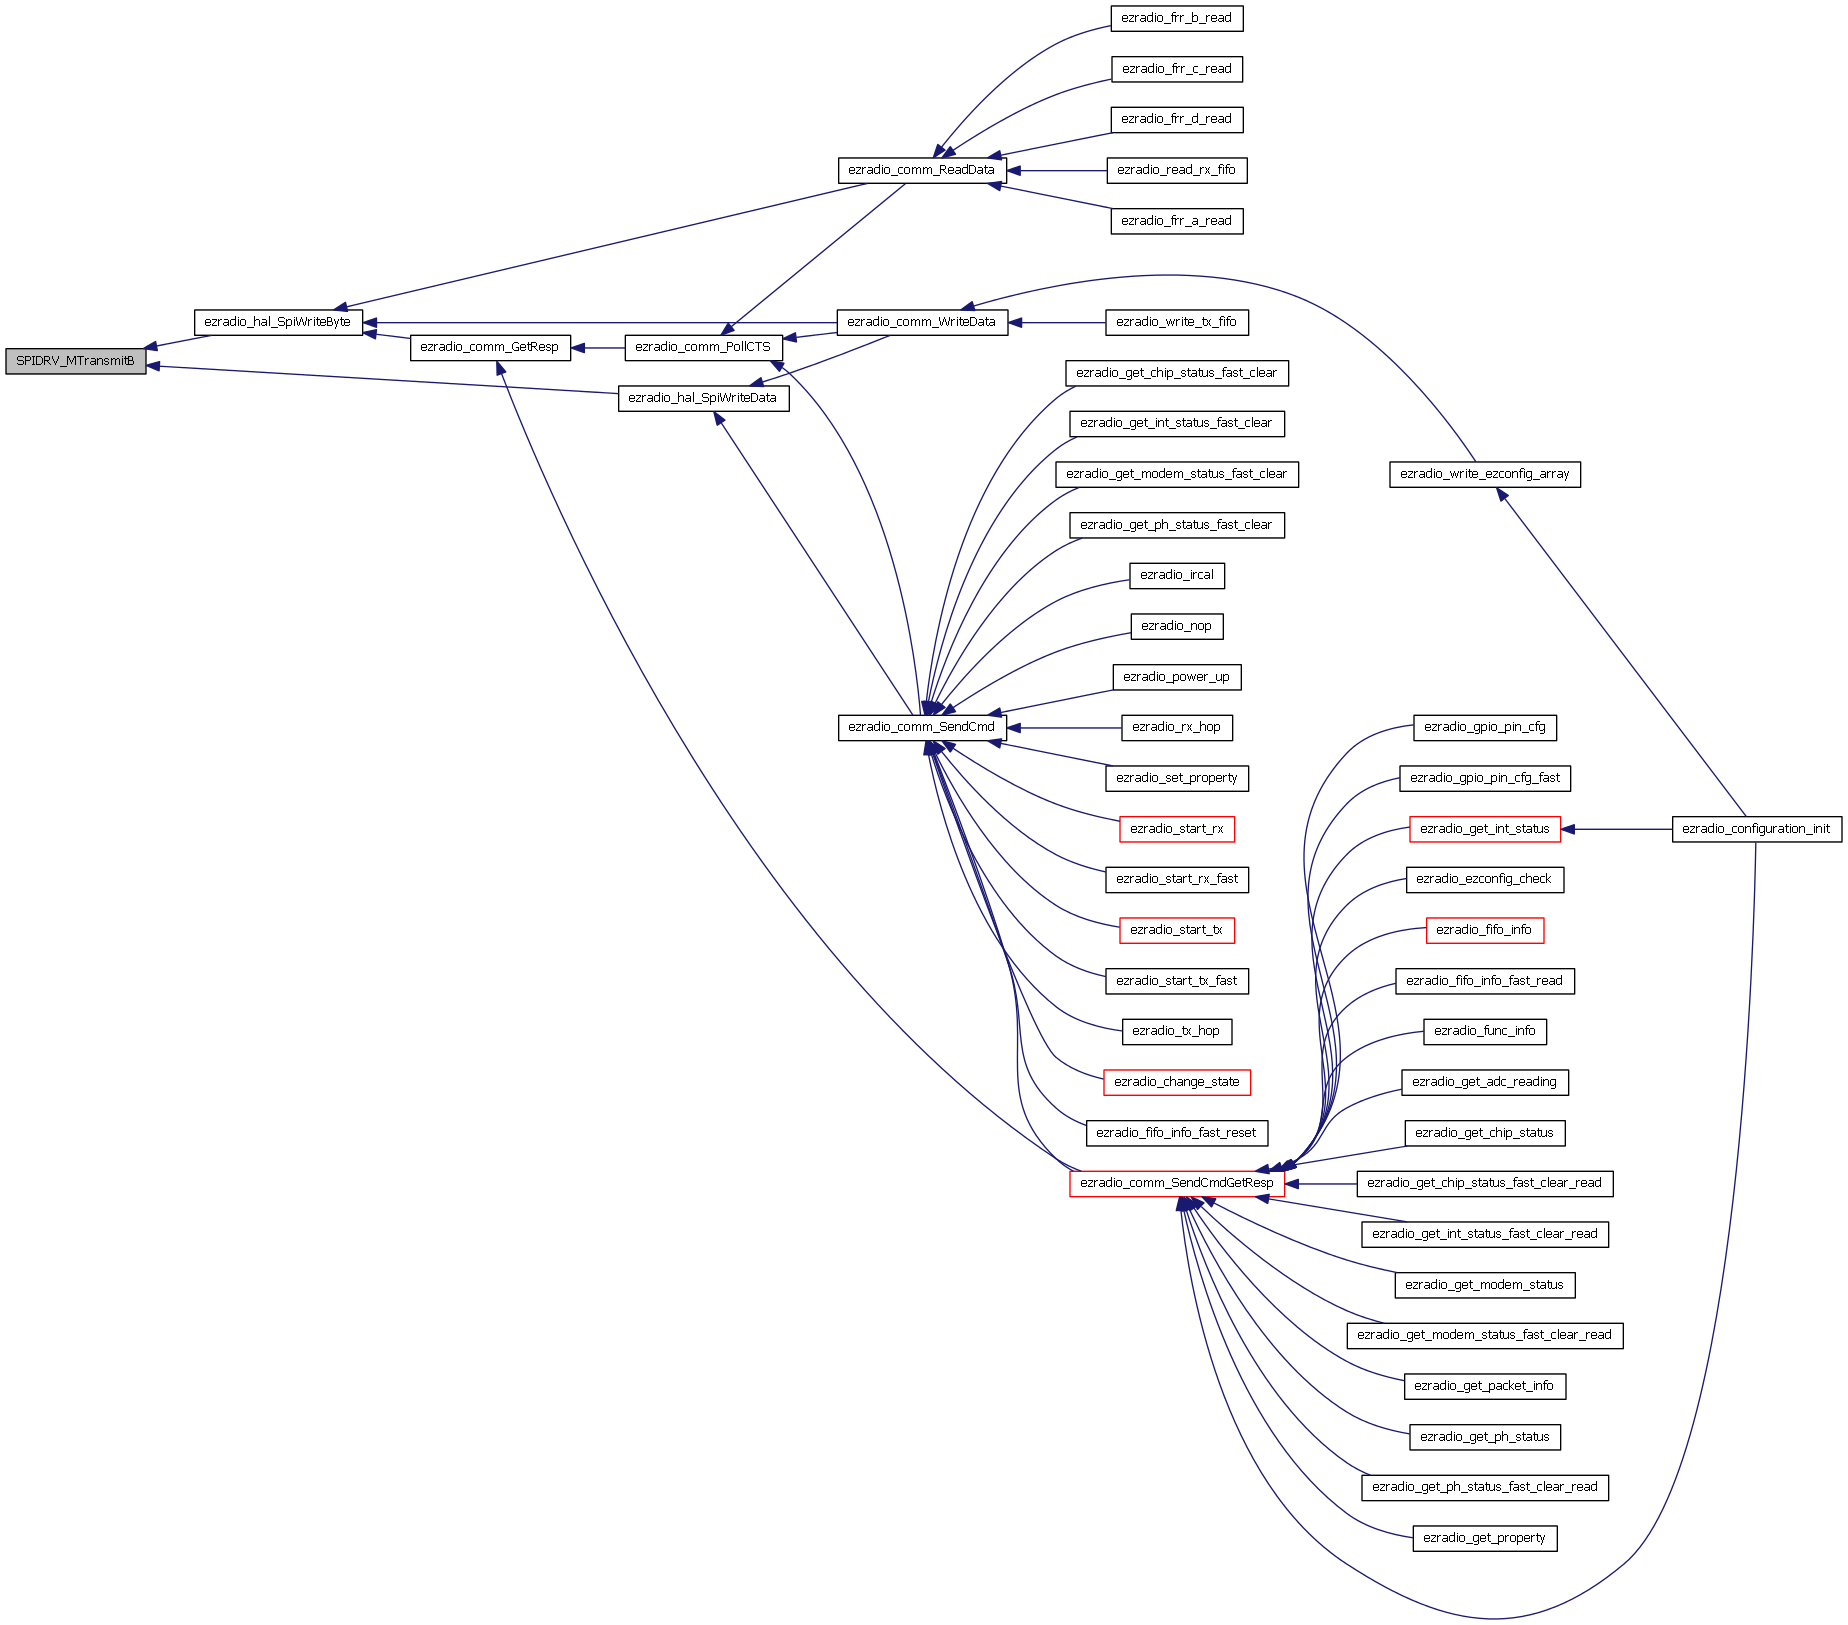 ezradio_frr_b_read
ezradio_frr_c_read
ezradio_frr_d_read
ezradio_comm_ReadData
ezradio_read_rx_fifo
ezradio_frr_a_read
ezradio_hal_SpiWriteByte
ezradio_comm_WriteData
ezradio_write_tx_fifo
SPIDRV_MTransmitB
ezradio_comm_GetResp
ezradio_comm_PollCTS
ezradio_get_chip_status_fast_clear
ezradio_hal_SpiWriteData
ezradio_get_int_status_fast_clear
ezradio_get_modem_status_fast_clear
ezradio_write_ezconfig_array
ezradio_get_ph_status_fast_clear
ezradio_ircal
ezradio_nop
ezradio_power_up
ezradio_comm_SendCmd
ezradio_rx_hop
ezradio_gpio_pin_cfg
ezradio_set_property
ezradio_gpio_pin_cfg_fast
ezradio_start_rx
ezradio_get_int_status
ezradio_configuration_init
ezradio_start_rx_fast
ezradio_ezconfig_check
ezradio_start_tx
ezradio_fifo_info
ezradio_start_tx_fast
ezradio_fifo_info_fast_read
ezradio_tx_hop
ezradio_func_info
ezradio_change_state
ezradio_get_adc_reading
ezradio_fifo_info_fast_reset
ezradio_get_chip_status
ezradio_comm_SendCmdGetResp
ezradio_get_chip_status_fast_clear_read
ezradio_get_int_status_fast_clear_read
ezradio_get_modem_status
ezradio_get_modem_status_fast_clear_read
ezradio_get_packet_info
ezradio_get_ph_status
ezradio_get_ph_status_fast_clear_read
ezradio_get_property